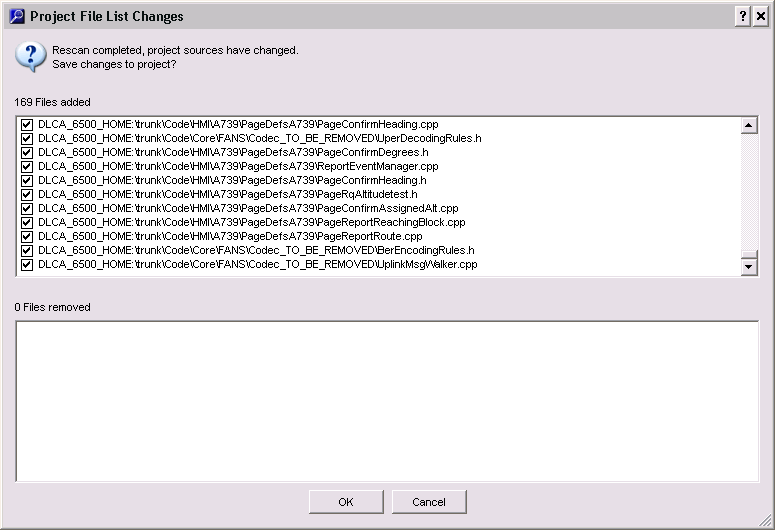 Project File List Changes
Rescan completed, project sources have changed.
Save changes to project?
169 Files added
DLCA_6500_HOME:\trunk\Code\HMI\A739\PageDefsA739\PageConfirmHeading.cpp
DLCA_6500_HOME:\trunk\Code\Core\FANS\Codec_TO_BE_REMOVED\UperDecodingRules.h
DLCA_6500_HOME:\trunk\Code\HMI\A739\PageDefsA739\PageConfirmDegrees.h
DLCA_6500_HOME:\trunk\Code\HMI\A739\PageDefsA739\ReportEventManager.cpp
DLCA_6500_HOME:\trunk\Code\HMI\A739\PageDefsA739\PageConfirmHeading.h
DLCA_6500_HOME:\trunk\Code\HMI\A739\PageDefsA739\PageRqAltitudetest.h
DLCA_6500_HOME:\trunk\Code\HMI\A739\PageDefsA739\PageConfirmAssignedAlt.cpp
DLCA_6500_HOME:\trunk\Code\HMI\A739\PageDefsA739\PageReportReachingBlock.cpp
DLCA_6500_HOME:\trunk\Code\HMI\A739\PageDefsA739\PageReportRoute.cpp
DLCA_6500_HOME:\trunk\Code\Core\FANS\Codec_TO_BE_REMOVED\BerEncodingRules.h
DLCA_6500_HOME:\trunk\Code\Core\FANS\Codec_TO_BE_REMOVED\UplinkMsgWalker.cpp
0 Files removed
OK Cancel